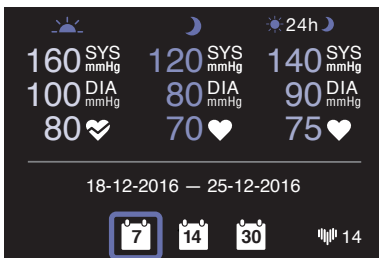 24h
160 SYS mmHg 120 SYS mmHg 140 SYS mmHg
100 DIA mmHg 80 DIA mmHg 90 DIA mmHg
80 70 75
18-12-2016 — 25-12-2016
7 14 30 14